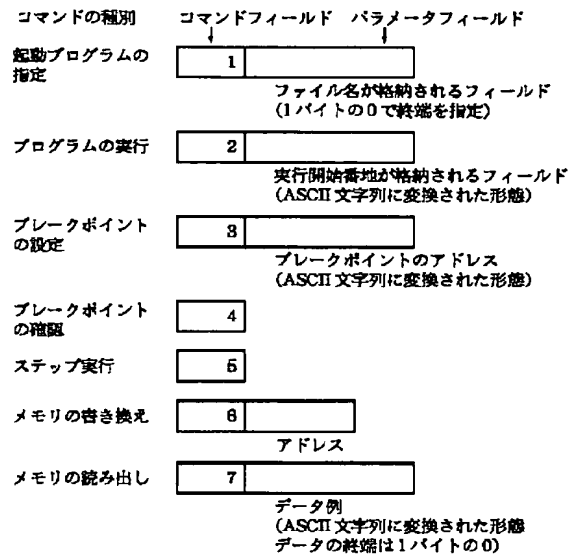 コマンドの種別 コマンドフィールド パラメータフィールド
起動プログラムの
指定
1
ファイル名が格納されるフィールド
(1バイトの0で終端を指定)
プログラムの実行
2
実行開始番地が格納されるフィールド
(ASCII文字列に変換された形態)
ブレークポイント
の設定
3
ブレークポイントのアドレス
(ASCII文字列に変換された形態)
ブレークポイント
の確認
4
ステップ実行
5
メモリの書き換え
6
アドレス
メモリの読み出し
7
データ例
(ASCII文字列に変換された形態
データの終端は1バイトの0)